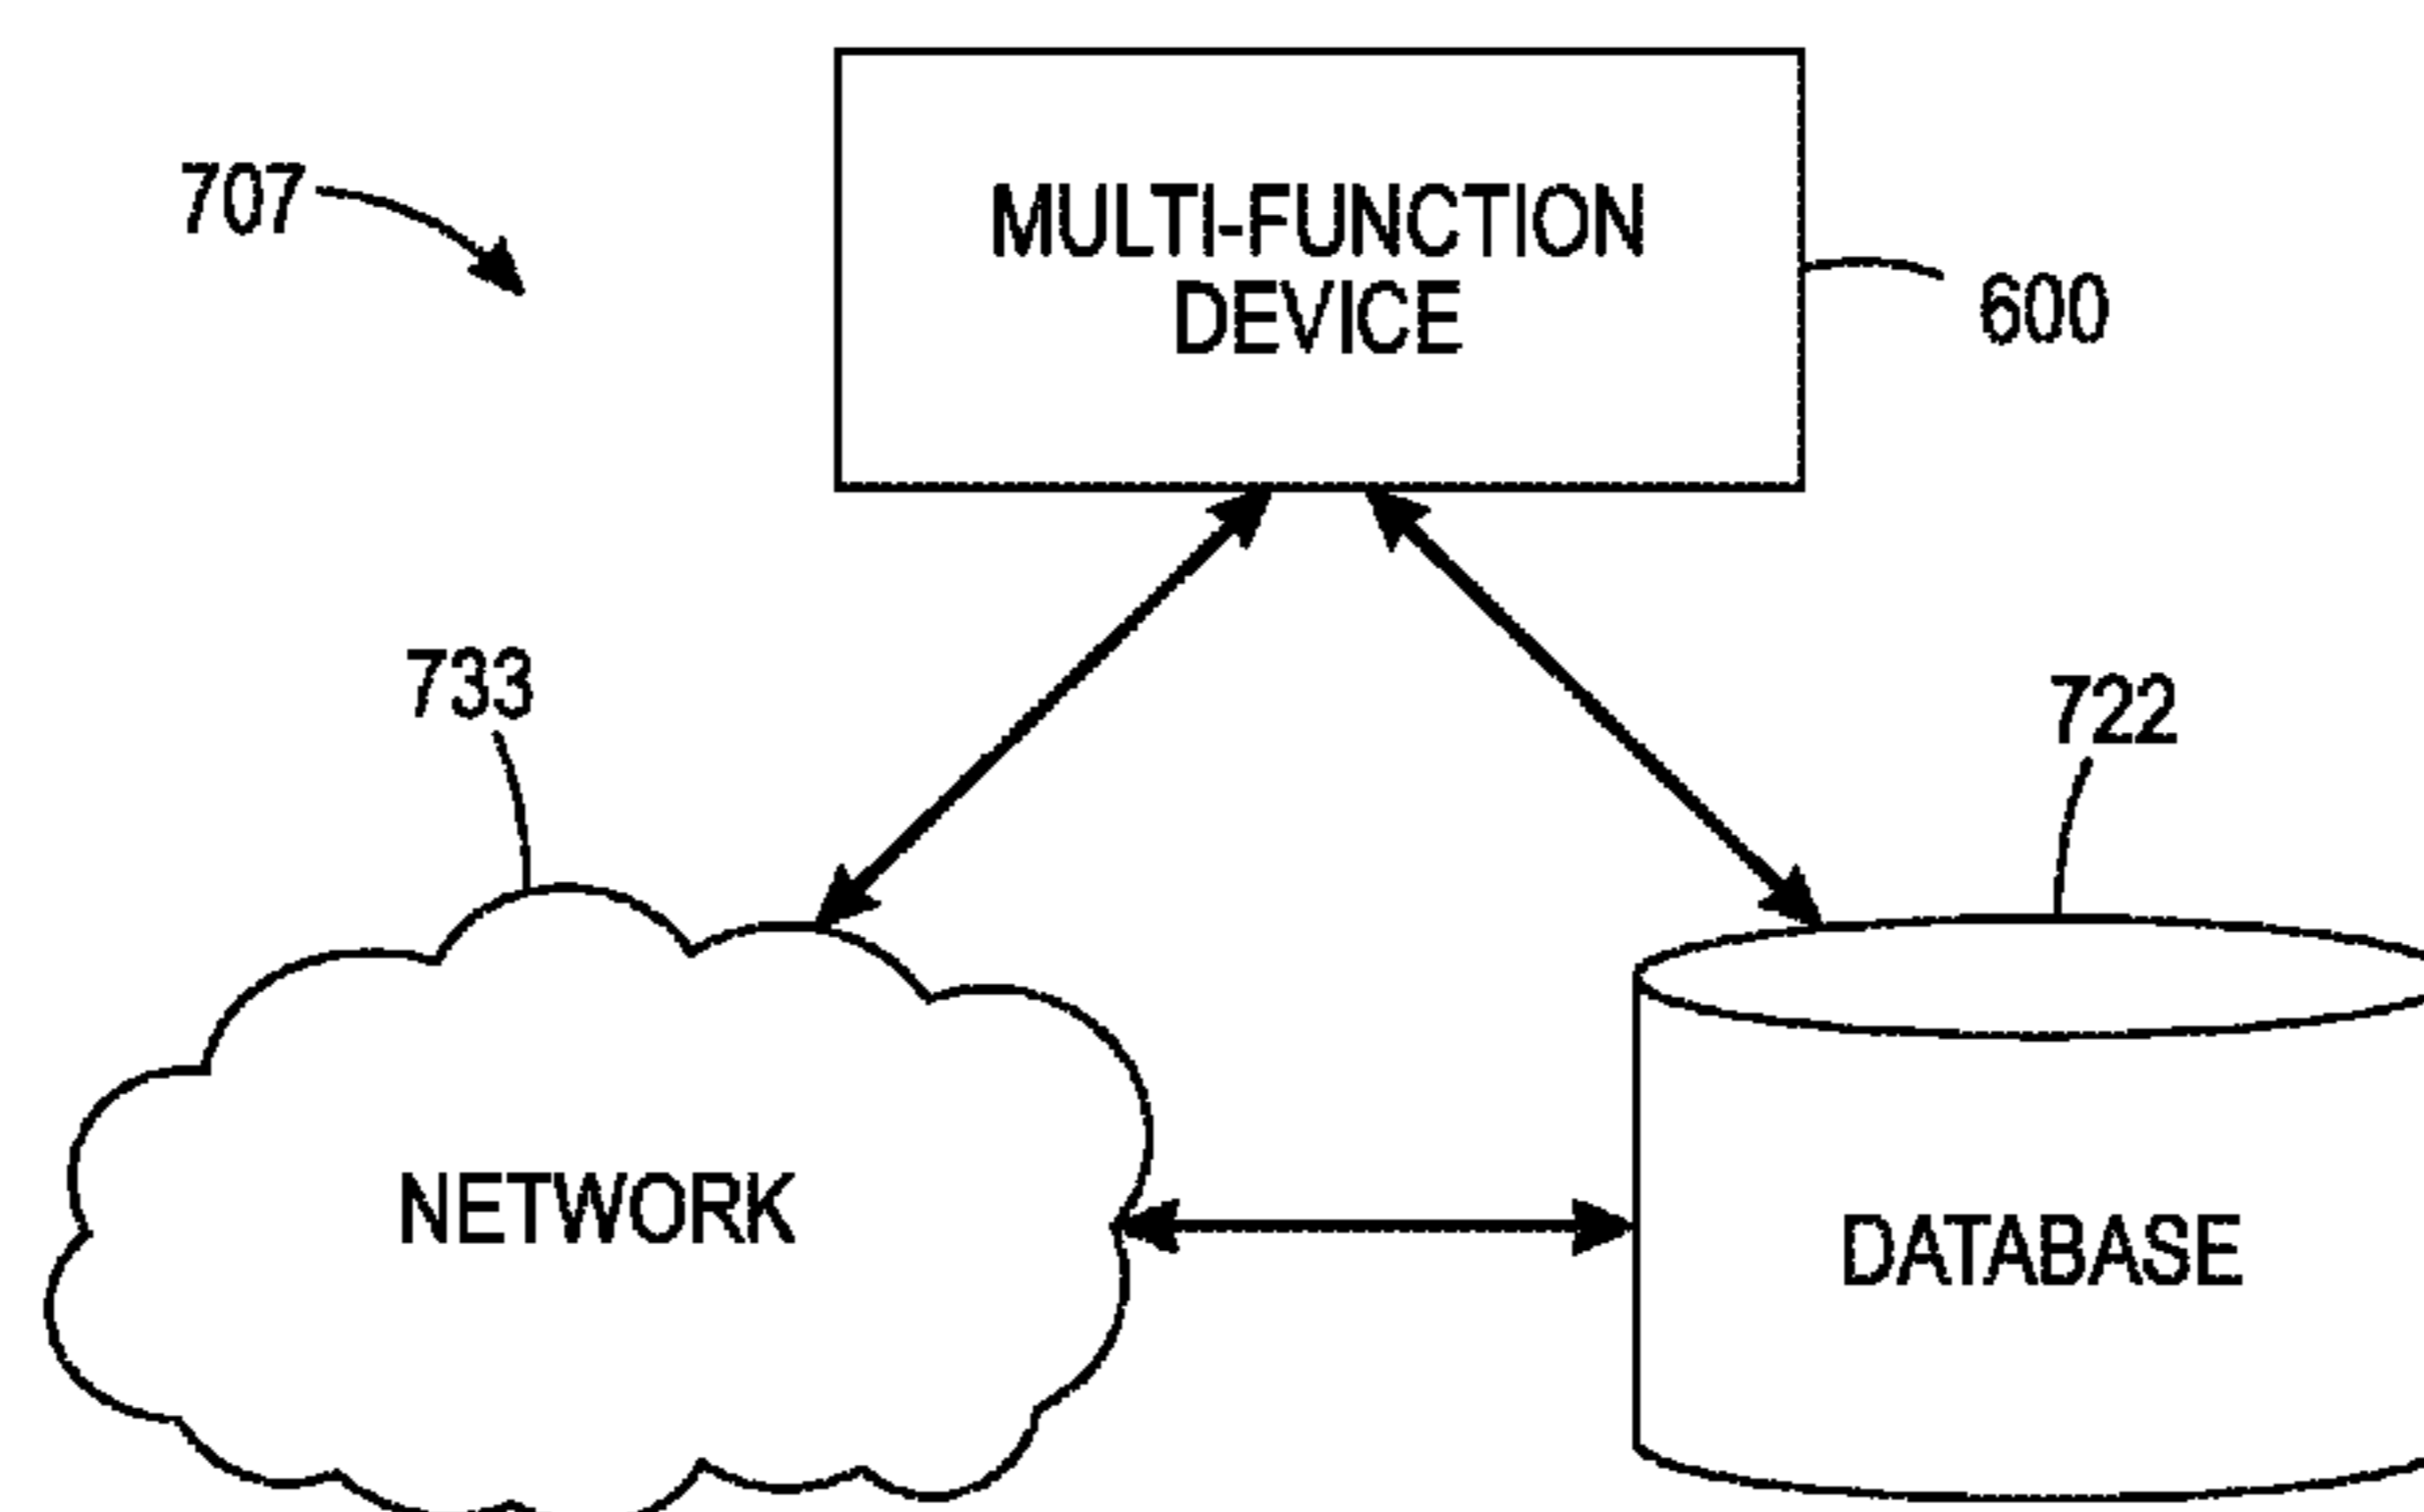 707
MULTI-FUNCTION
DEVICE
600
733
722
NETWORK
DATABASE